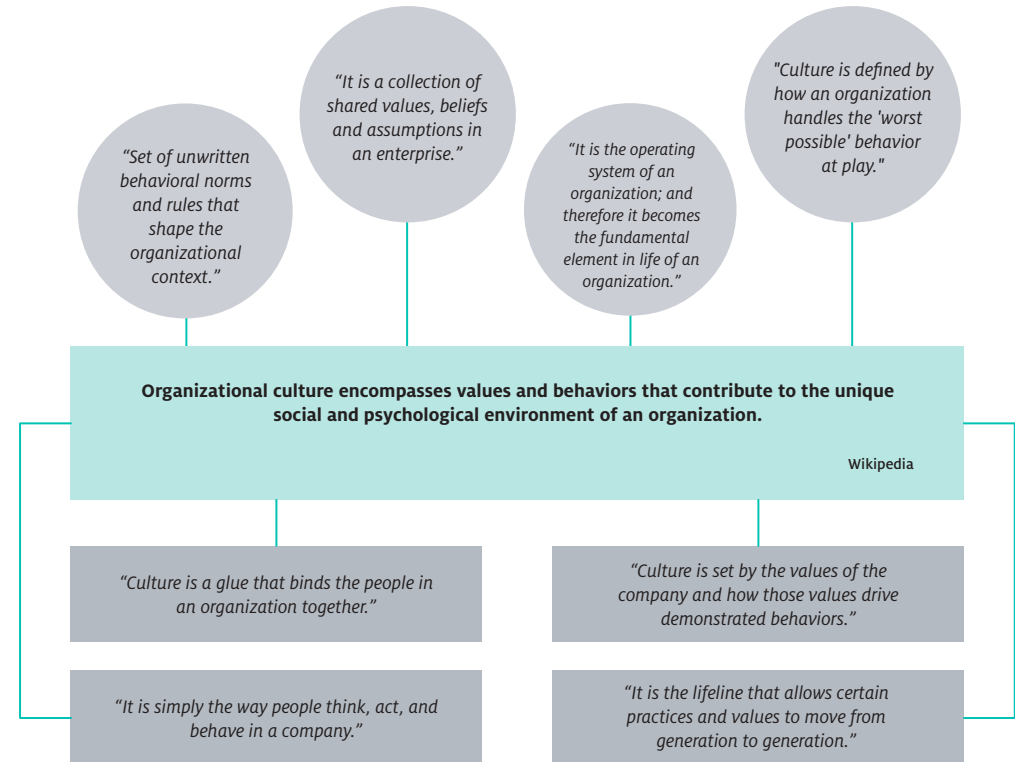 “Set of unwritten
behavioral norms
and rules that
shape the
organizational
context.”
“It is a collection of
shared values, beliefs
and assumptions in
an enterprise.”
“It is the operating
system of an
organization; and
therefore it becomes
the fundamental
element in life of an
organization.”
"Culture is defined by
how an organization
handles the 'worst
possible' behavior
at play."
Organizational culture encompasses values and behaviors that contribute to the unique
social and psychological environment of an organization.
Wikipedia
“Culture is a glue that binds the people in
an organization together.”
“Culture is set by the values of the
company and how those values drive
demonstrated behaviors.”
“It is simply the way people think, act, and
behave in a company.”
“It is the lifeline that allows certain
practices and values to move from
generation to generation.”